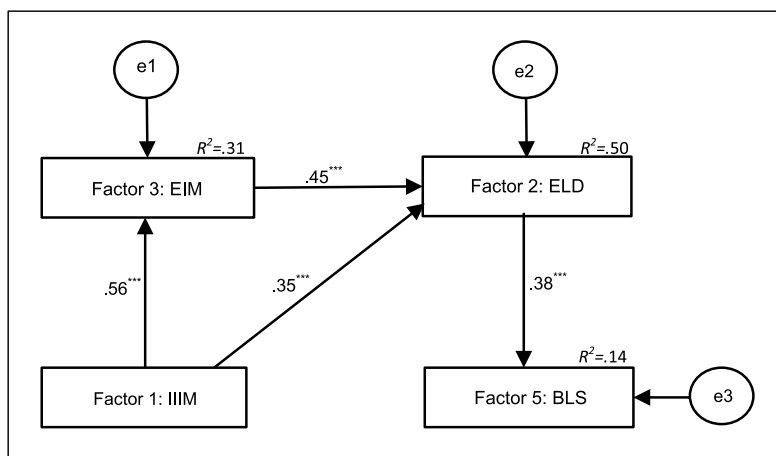 e1
e2
R²=.31
R²=.50
Factor 3: EIM
.45***
Factor 2: ELD
.56***
.35***
.38***
R²=.14
Factor 1: IIIM
Factor 5: BLS
e3